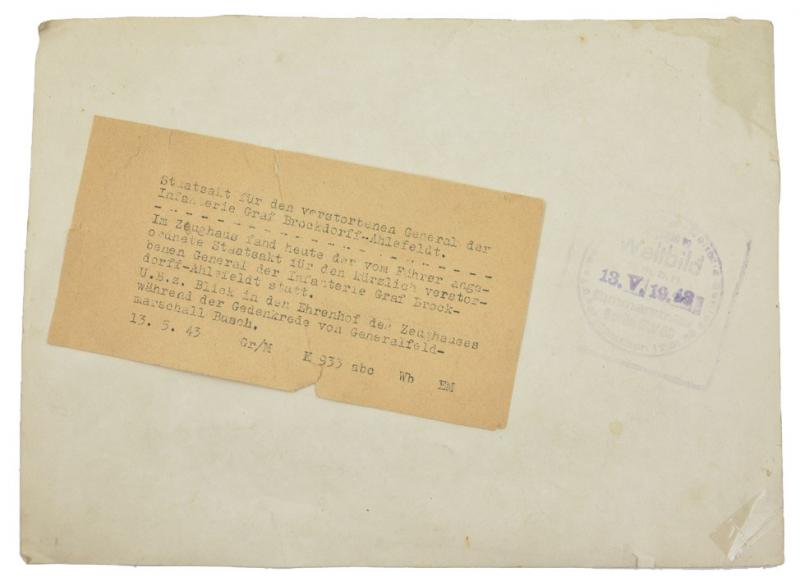 Staatsakt für den verstorbenen General der
Infanterie Graf Brockdorff-Ahlefeldt.
- - - - - - - - - - - - - - - - - - - -
Im Zeughaus fand heute der vom Führer ange-
ordnete Staatsakt für den kürzlich verstor-
benen General der Infanterie Graf Brock-
dorff-Ahlefeldt statt.
U.B.z. Blick in den Ehrenhof des Zeughauses
während der Gedenkrede von Generalfeld-
marschall Busch.
13. 5. 43 Gr/M K 933 abc Wb EM
Weltbild
13. V. 1943